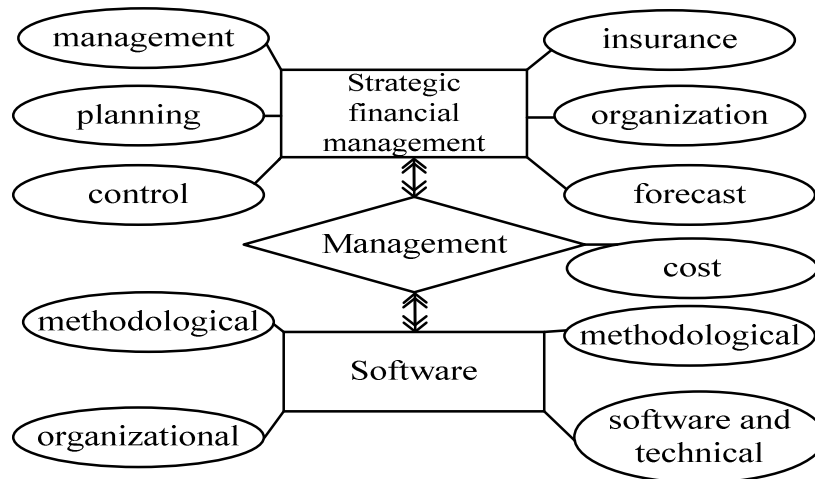 management
insurance
Strategic
financial
management
planning
organization
control
forecast
Management
cost
methodological
methodological
Software
organizational
software and
technical